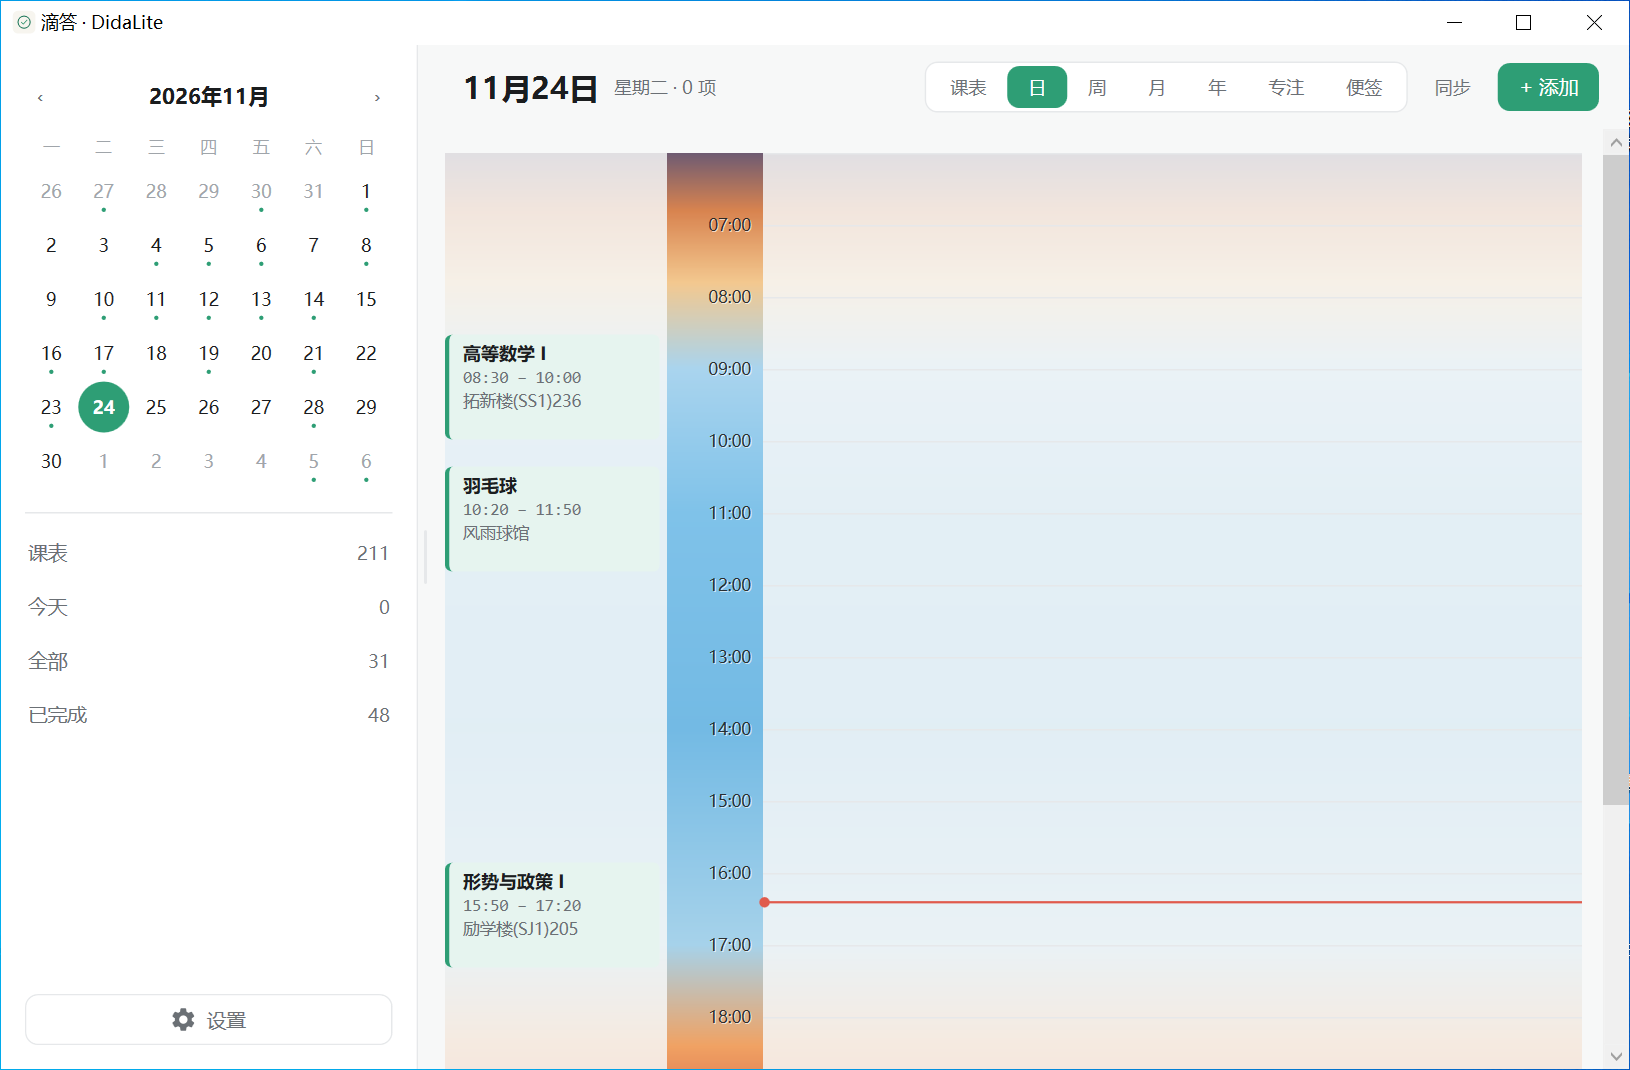 滴答 · DidaLite
‹ 2026年11月 ›
一 二 三 四 五 六 日
26 27 28 29 30 31 1
2 3 4 5 6 7 8
9 10 11 12 13 14 15
16 17 18 19 20 21 22
23 24 25 26 27 28 29
30 1 2 3 4 5 6
课表 211
今天 0
全部 31
已完成 48
设置
11月24日 星期二 · 0 项
课表 日 周 月 年 专注 便签 同步 + 添加
07:00
08:00
高等数学 I
08:30 – 10:00
拓新楼(SS1)236
09:00
10:00
羽毛球
10:20 – 11:50
风雨球馆
11:00
12:00
13:00
14:00
15:00
形势与政策 I
15:50 – 17:20
励学楼(SJ1)205
16:00
17:00
18:00